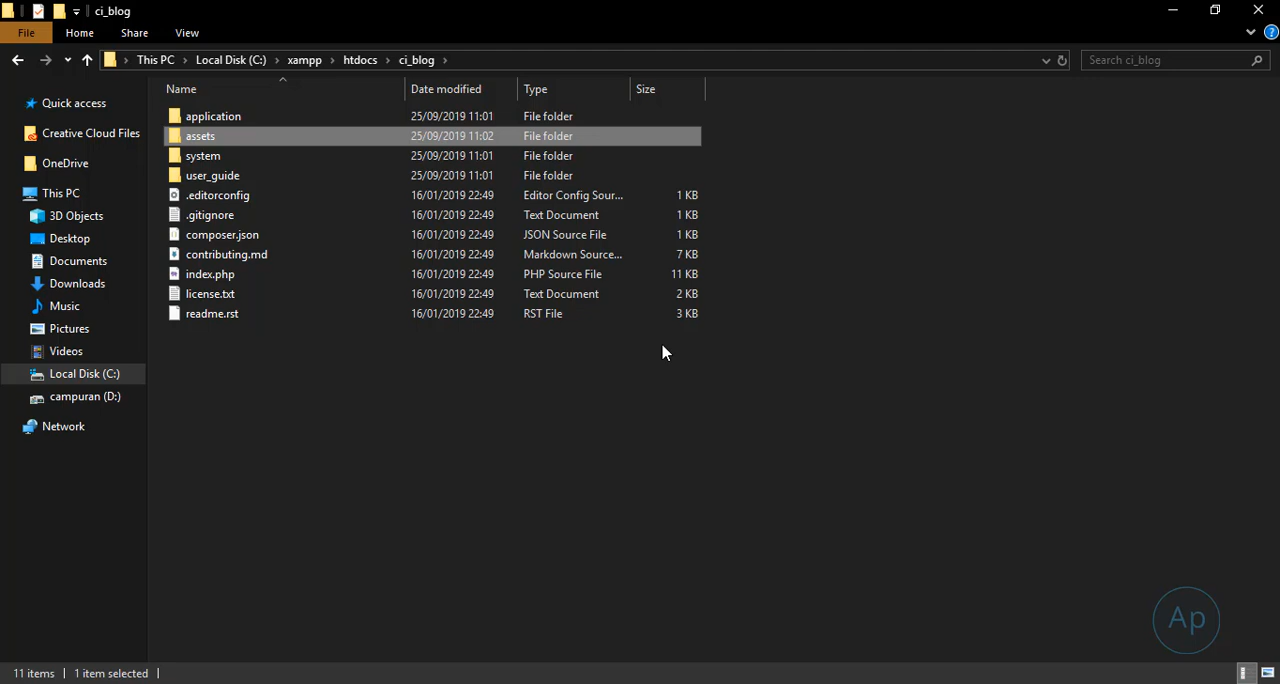 ci_blog
File Home Share View
This PC Local Disk (C:) xampp htdocs ci_blog Search ci_blog
Name Date modified Type Size
Quick access
Creative Cloud Files
OneDrive
This PC
3D Objects
Desktop
Documents
Downloads
Music
Pictures
Videos
Local Disk (C:)
campuran (D:)
Network
application 25/09/2019 11:01 File folder
assets 25/09/2019 11:02 File folder
system 25/09/2019 11:01 File folder
user_guide 25/09/2019 11:01 File folder
.editorconfig 16/01/2019 22:49 Editor Config Sour... 1 KB
.gitignore 16/01/2019 22:49 Text Document 1 KB
composer.json 16/01/2019 22:49 JSON Source File 1 KB
contributing.md 16/01/2019 22:49 Markdown Source... 7 KB
index.php 16/01/2019 22:49 PHP Source File 11 KB
license.txt 16/01/2019 22:49 Text Document 2 KB
readme.rst 16/01/2019 22:49 RST File 3 KB
Ap
11 items 1 item selected